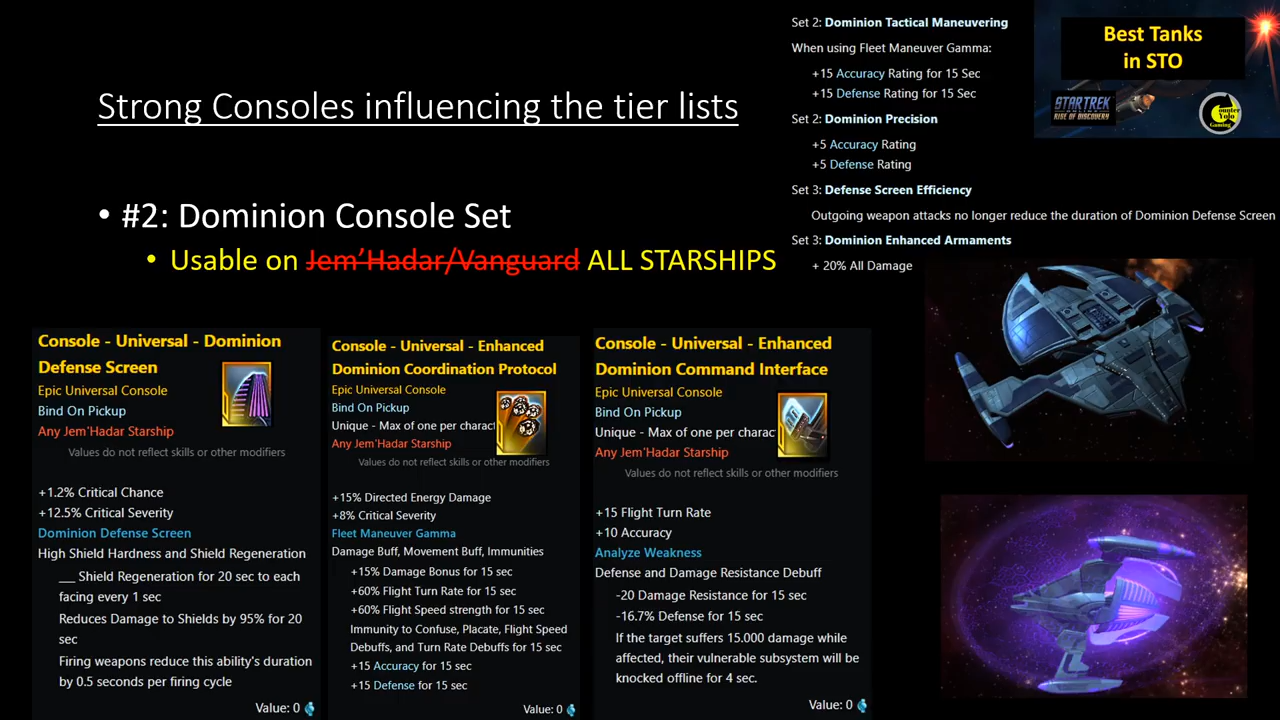 Strong Consoles influencing the tier lists
• #2: Dominion Console Set
• Usable on Jem'Hadar/Vanguard ALL STARSHIPS
Set 2: Dominion Tactical Maneuvering
When using Fleet Maneuver Gamma:
+15 Accuracy Rating for 15 Sec
+15 Defense Rating for 15 Sec
Set 2: Dominion Precision
+5 Accuracy Rating
+5 Defense Rating
Set 3: Defense Screen Efficiency
Outgoing weapon attacks no longer reduce the duration of Dominion Defense Screen
Set 3: Dominion Enhanced Armaments
+ 20% All Damage
Best Tanks
in STO
STAR TREK
ONLINE
RISE OF DISCOVERY
Counter
Yolo
Gaming
Console - Universal - Dominion
Defense Screen
Epic Universal Console
Bind On Pickup
Any Jem'Hadar Starship
Values do not reflect skills or other modifiers
+1.2% Critical Chance
+12.5% Critical Severity
Dominion Defense Screen
High Shield Hardness and Shield Regeneration
___ Shield Regeneration for 20 sec to each
facing every 1 sec
Reduces Damage to Shields by 95% for 20
sec
Firing weapons reduce this ability's duration
by 0.5 seconds per firing cycle
Value: 0
Console - Universal - Enhanced
Dominion Coordination Protocol
Epic Universal Console
Bind On Pickup
Unique - Max of one per charact
Any Jem'Hadar Starship
Values do not reflect skills or other modifiers
+15% Directed Energy Damage
+8% Critical Severity
Fleet Maneuver Gamma
Damage Buff, Movement Buff, Immunities
+15% Damage Bonus for 15 sec
+60% Flight Turn Rate for 15 sec
+60% Flight Speed strength for 15 sec
Immunity to Confuse, Placate, Flight Speed
Debuffs, and Turn Rate Debuffs for 15 sec
+15 Accuracy for 15 sec
+15 Defense for 15 sec
Value: 0
Console - Universal - Enhanced
Dominion Command Interface
Epic Universal Console
Bind On Pickup
Unique - Max of one per charac
Any Jem'Hadar Starship
Values do not reflect skills or other modifiers
+15 Flight Turn Rate
+10 Accuracy
Analyze Weakness
Defense and Damage Resistance Debuff
-20 Damage Resistance for 15 sec
-16.7% Defense for 15 sec
If the target suffers 15.000 damage while
affected, their vulnerable subsystem will be
knocked offline for 4 sec.
Value: 0